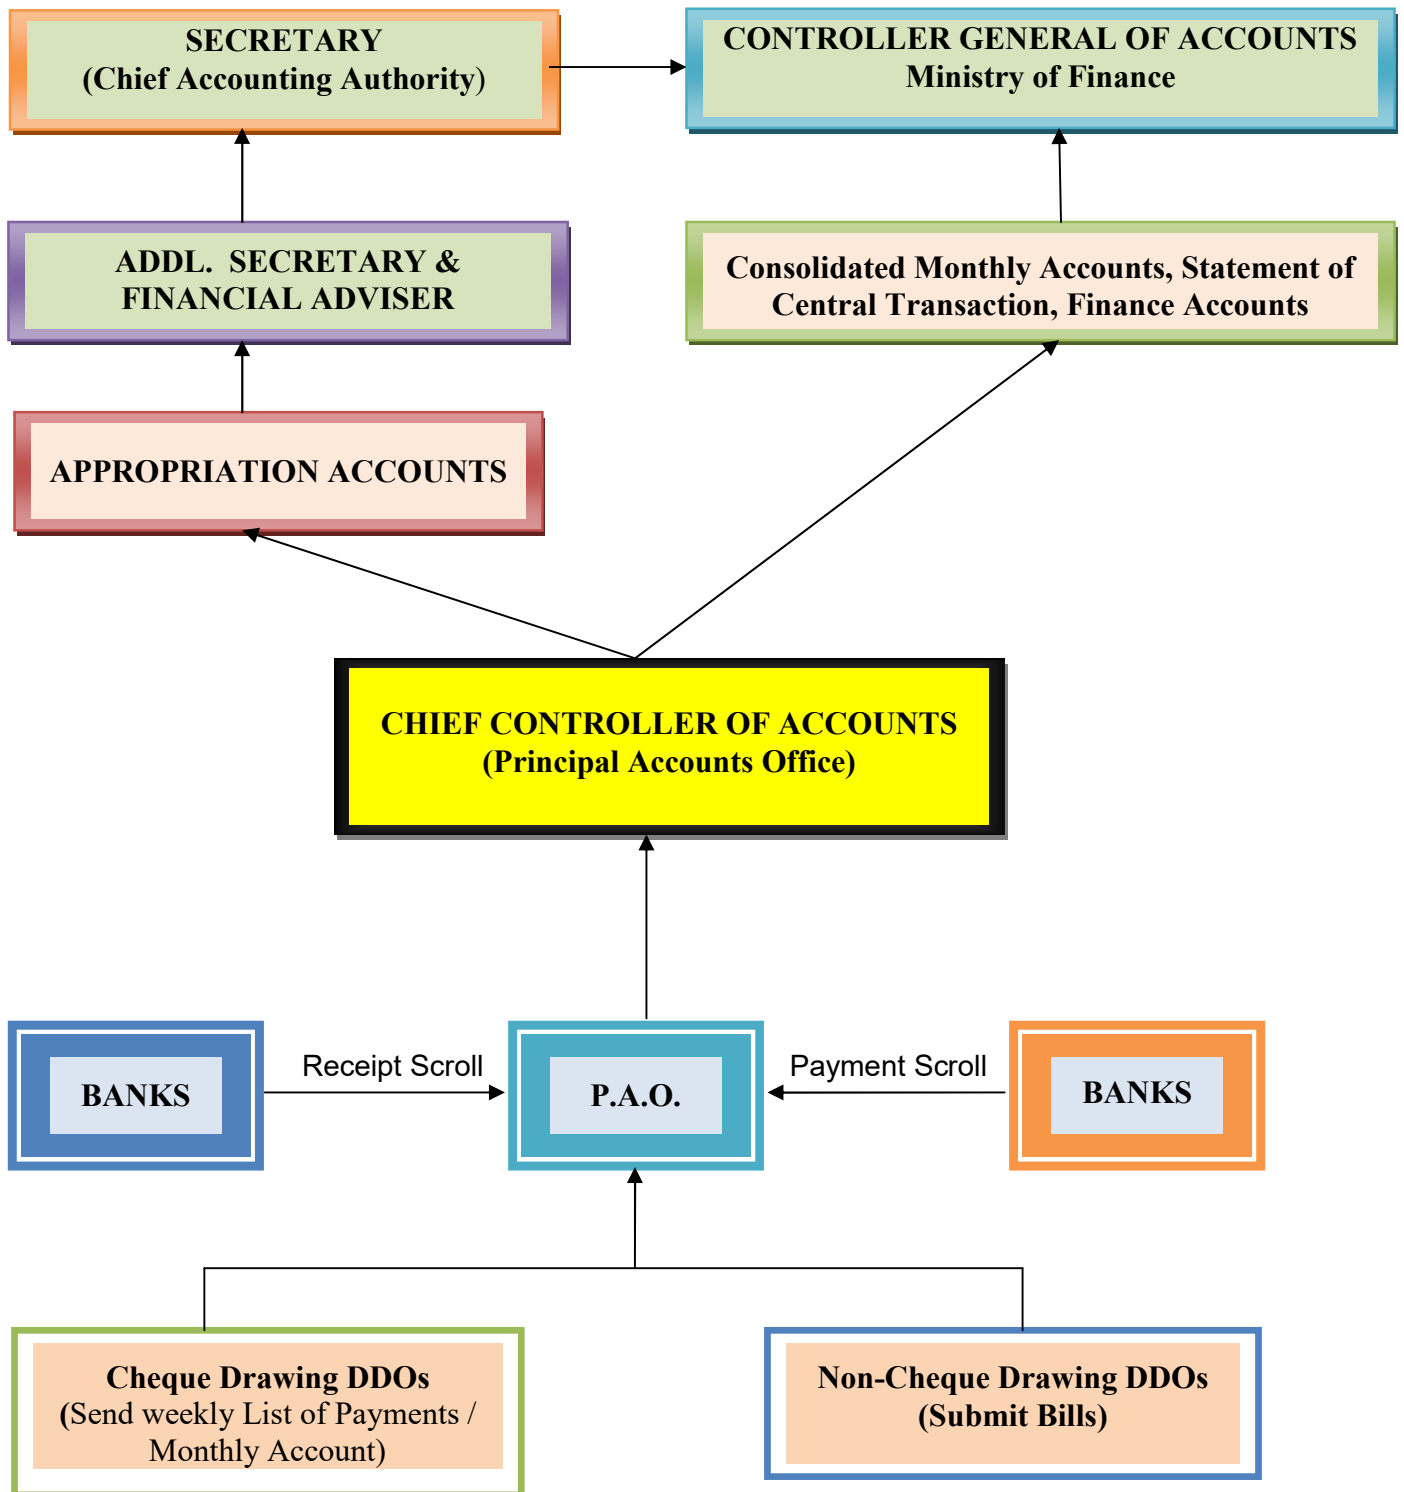 SECRETARY
(Chief Accounting Authority)
CONTROLLER GENERAL OF ACCOUNTS
Ministry of Finance
ADDL. SECRETARY &
FINANCIAL ADVISER
Consolidated Monthly Accounts, Statement of
Central Transaction, Finance Accounts
APPROPRIATION ACCOUNTS
CHIEF CONTROLLER OF ACCOUNTS
(Principal Accounts Office)
BANKS
Receipt Scroll
P.A.O.
Payment Scroll
BANKS
Cheque Drawing DDOs
(Send weekly List of Payments /
Monthly Account)
Non-Cheque Drawing DDOs
(Submit Bills)